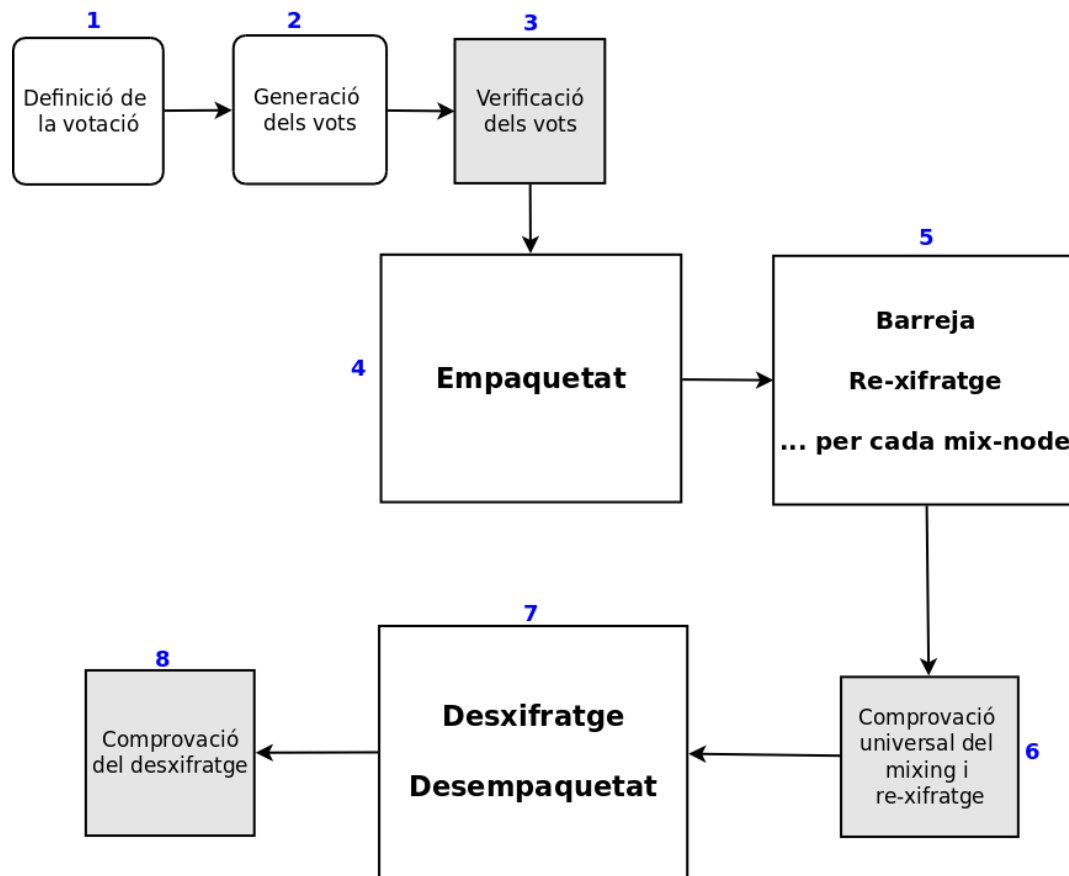 1
Definició de
la votació
2
Generació
dels vots
3
Verificació
dels vots
4
Empaquetat
5
Barreja
Re-xifratge
... per cada mix-node
6
Comprovació
universal del
mixing i
re-xifratge
7
Desxifratge
Desempaquetat
8
Comprovació
del desxifratge